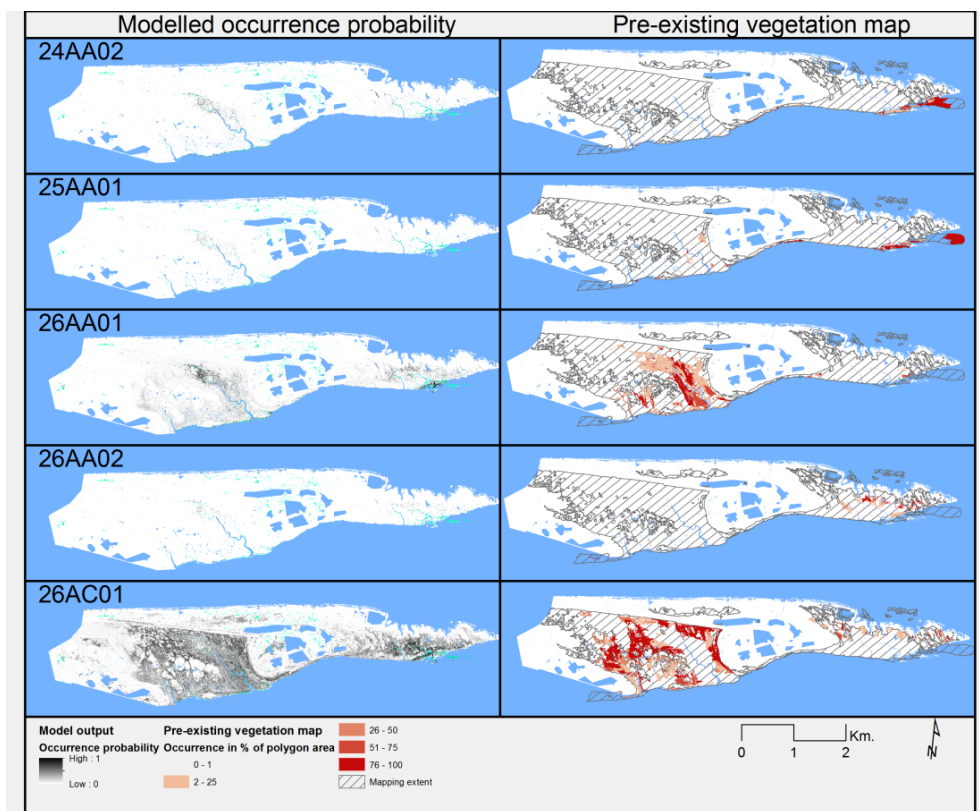 Modelled occurrence probability Pre-existing vegetation map
24AA02
25AA01
26AA01
26AA02
26AC01
Model output
Occurrence probability
High : 1
Low : 0
Pre-existing vegetation map
Occurrence in % of polygon area
0 - 1
2 - 25
26 - 50
51 - 75
76 - 100
Mapping extent
Km.
0 1 2
N